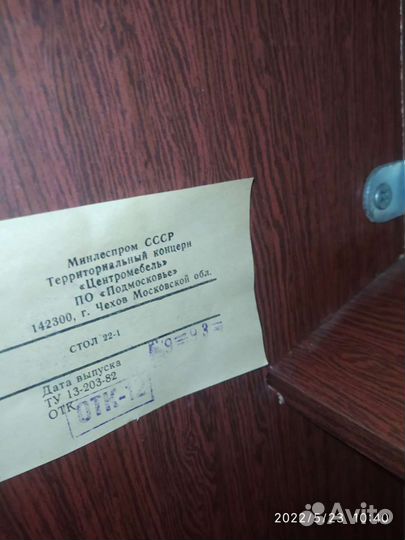 Минлеспром СССР
Территориальный концерн
«Центромебель»
ПО «Подмосковье»
142300, г. Чехов Московской обл.
СТОЛ 22-1
Дата выпуска
ТУ 13-203-82
ОТК
ОТК-12
2022/5/23 10:40
Avito